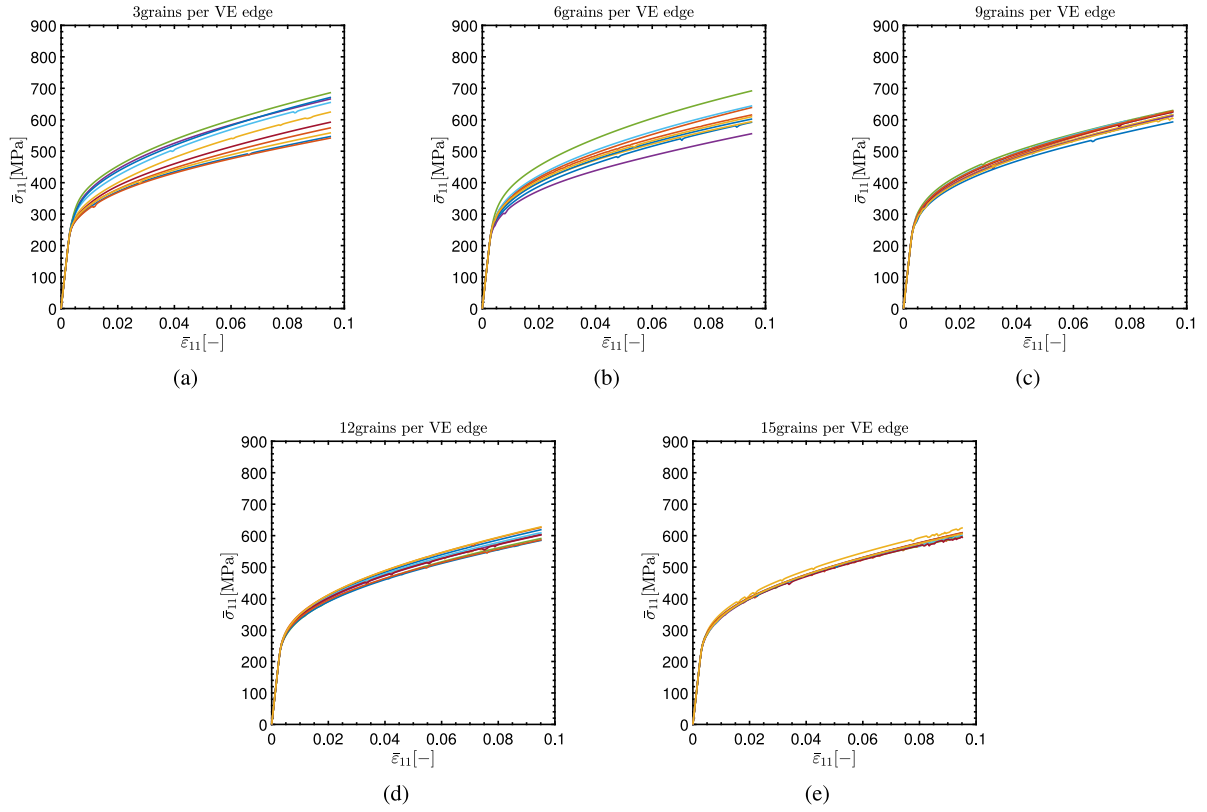 3grains per VE edge
900
800
700
600
500
400
300
200
100
0
σ̄₁₁[MPa]
0 0.02 0.04 0.06 0.08 0.1
ε̄₁₁[−]
(a)
6grains per VE edge
900
800
700
600
500
400
300
200
100
0
σ̄₁₁[MPa]
0 0.02 0.04 0.06 0.08 0.1
ε̄₁₁[−]
(b)
9grains per VE edge
900
800
700
600
500
400
300
200
100
0
σ̄₁₁[MPa]
0 0.02 0.04 0.06 0.08 0.1
ε̄₁₁[−]
(c)
12grains per VE edge
900
800
700
600
500
400
300
200
100
0
σ̄₁₁[MPa]
0 0.02 0.04 0.06 0.08 0.1
ε̄₁₁[−]
(d)
15grains per VE edge
900
800
700
600
500
400
300
200
100
0
σ̄₁₁[MPa]
0 0.02 0.04 0.06 0.08 0.1
ε̄₁₁[−]
(e)